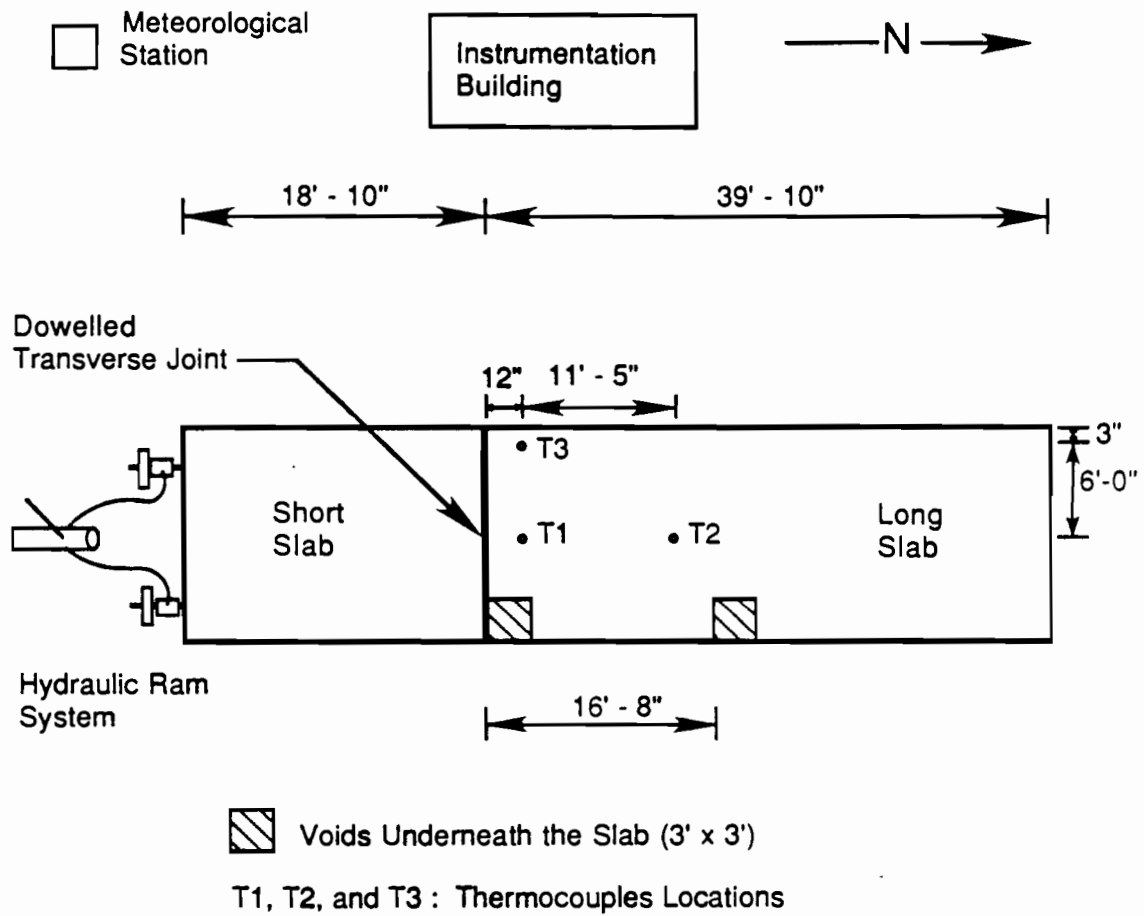 Meteorological
Station
Instrumentation
Building
N
18' - 10"
39' - 10"
Dowelled
Transverse Joint
12"
11' - 5"
3"
6'-0"
T3
Short
Slab
T1
T2
Long
Slab
Hydraulic Ram
System
16' - 8"
Voids Underneath the Slab (3' x 3')
T1, T2, and T3 : Thermocouples Locations